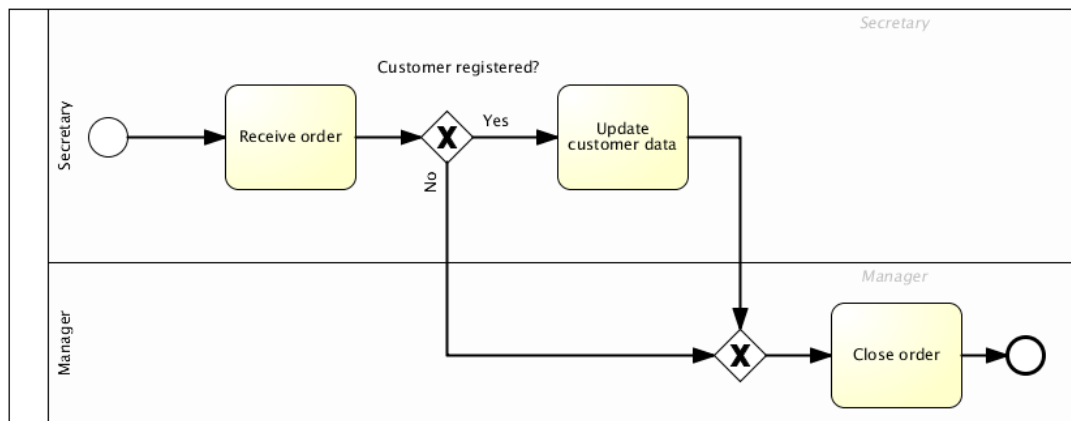 Secretary
Customer registered?
Secretary
Receive order
Yes
Update
customer data
No
Manager
Manager
Close order